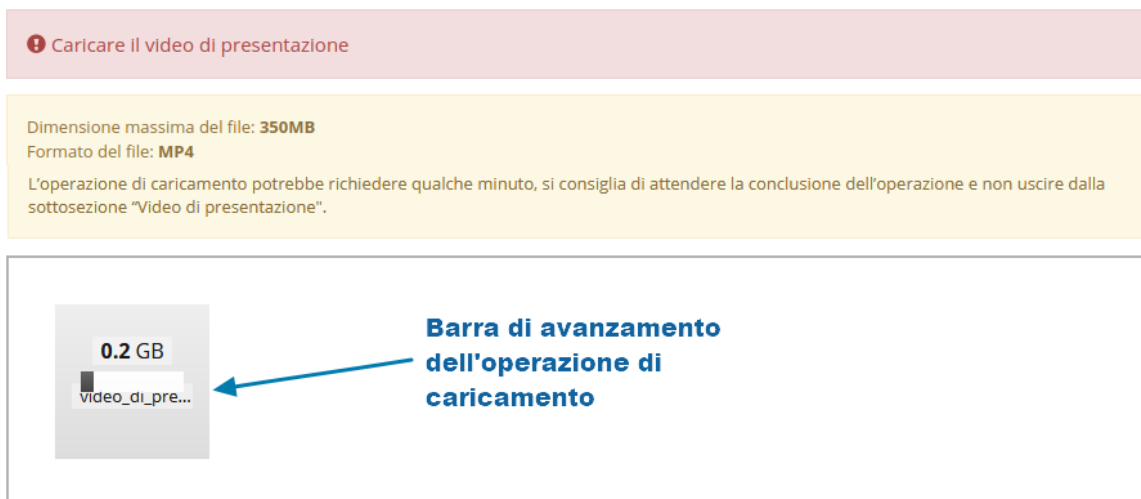 Caricare il video di presentazione
Dimensione massima del file: 350MB
Formato del file: MP4
L’operazione di caricamento potrebbe richiedere qualche minuto, si consiglia di attendere la conclusione dell’operazione e non uscire dalla
sottosezione “Video di presentazione".
Barra di avanzamento
dell'operazione di
caricamento
0.2 GB
video_di_pre...